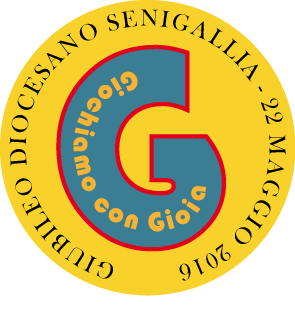 GIUBILEO DIOCESANO SENIGALLIA - 22 MAGGIO 2016
G
Giochiamo con Gioia